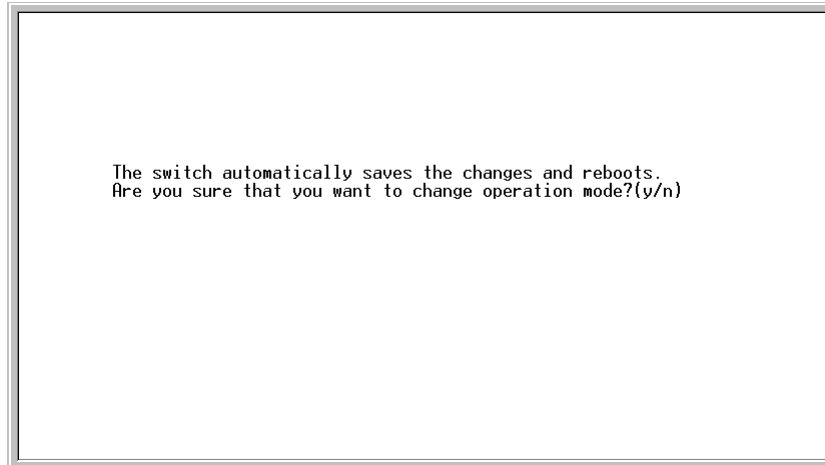 The switch automatically saves the changes and reboots.
Are you sure that you want to change operation mode?(y/n)